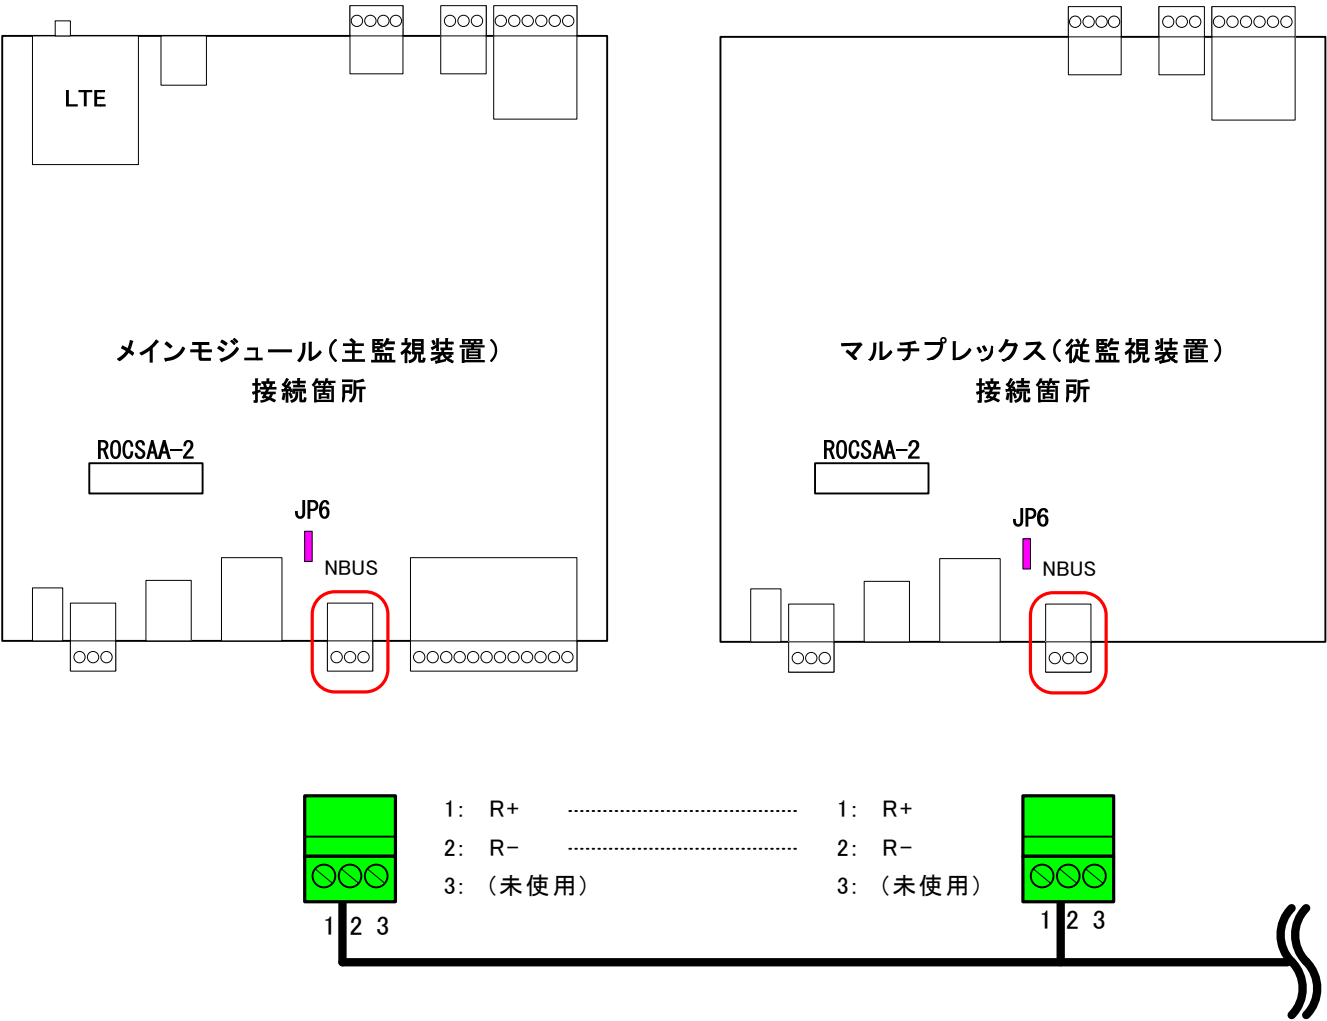 LTE
メインモジュール(主監視装置)
接続箇所
ROCSAA-2
JP6
NBUS
マルチプレックス(従監視装置)
接続箇所
ROCSAA-2
JP6
NBUS
1: R+ 1: R+
2: R- 2: R-
3: (未使用) 3: (未使用)
1 2 3
1 2 3